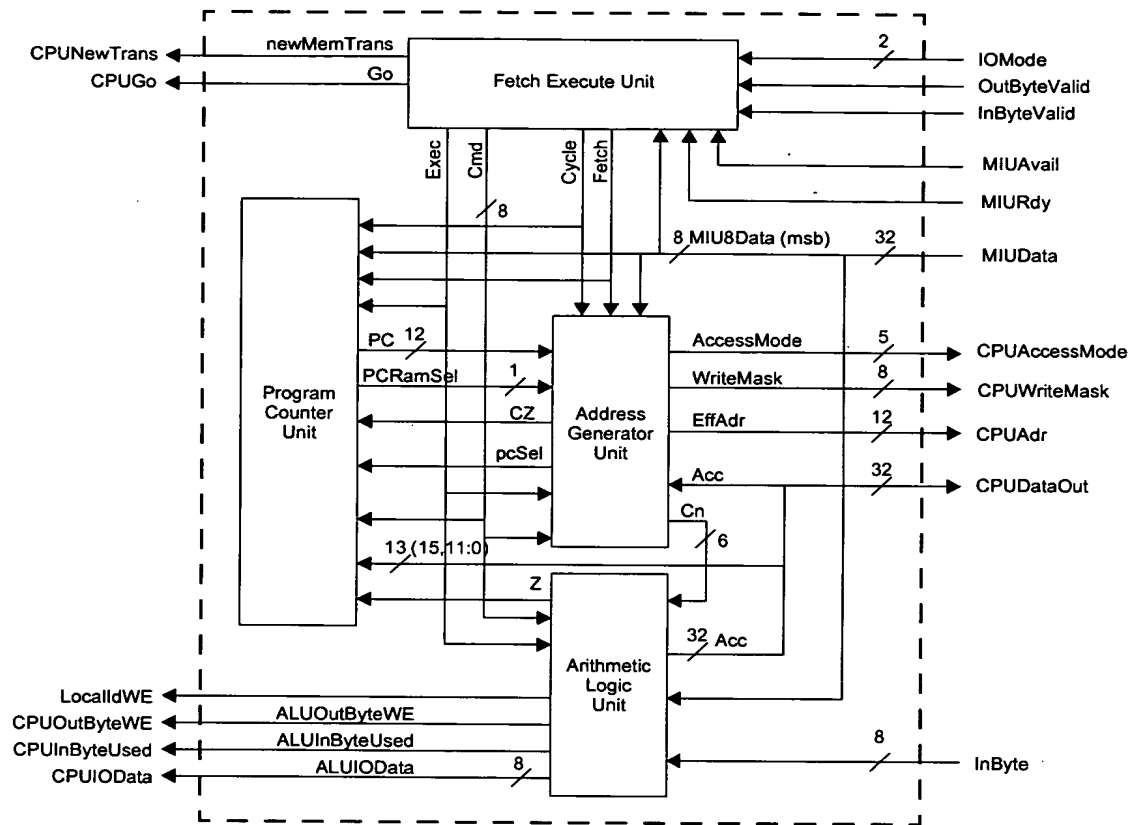 newMemTrans
CPUNewTrans
Go
CPUGo
Fetch Execute Unit
2
IOMode
OutByteValid
InByteValid
MIUAvail
MIURdy
Exec
Cmd
Cycle
Fetch
8
8 MIU8Data (msb)
32
MIUData
PC
12
PCRamSel
1
CZ
pcSel
Program
Counter
Unit
Address
Generator
Unit
AccessMode
5
CPUAccessMode
WriteMask
8
CPUWriteMask
EffAdr
12
CPUAdr
Acc
32
CPUDataOut
Cn
6
13 (15,11:0)
Z
32
Acc
Arithmetic
Logic
Unit
LocalIdWE
CPUOutByteWE
ALUOutByteWE
CPUInByteUsed
ALUInByteUsed
CPUIOData
ALUIOData
8
8
InByte